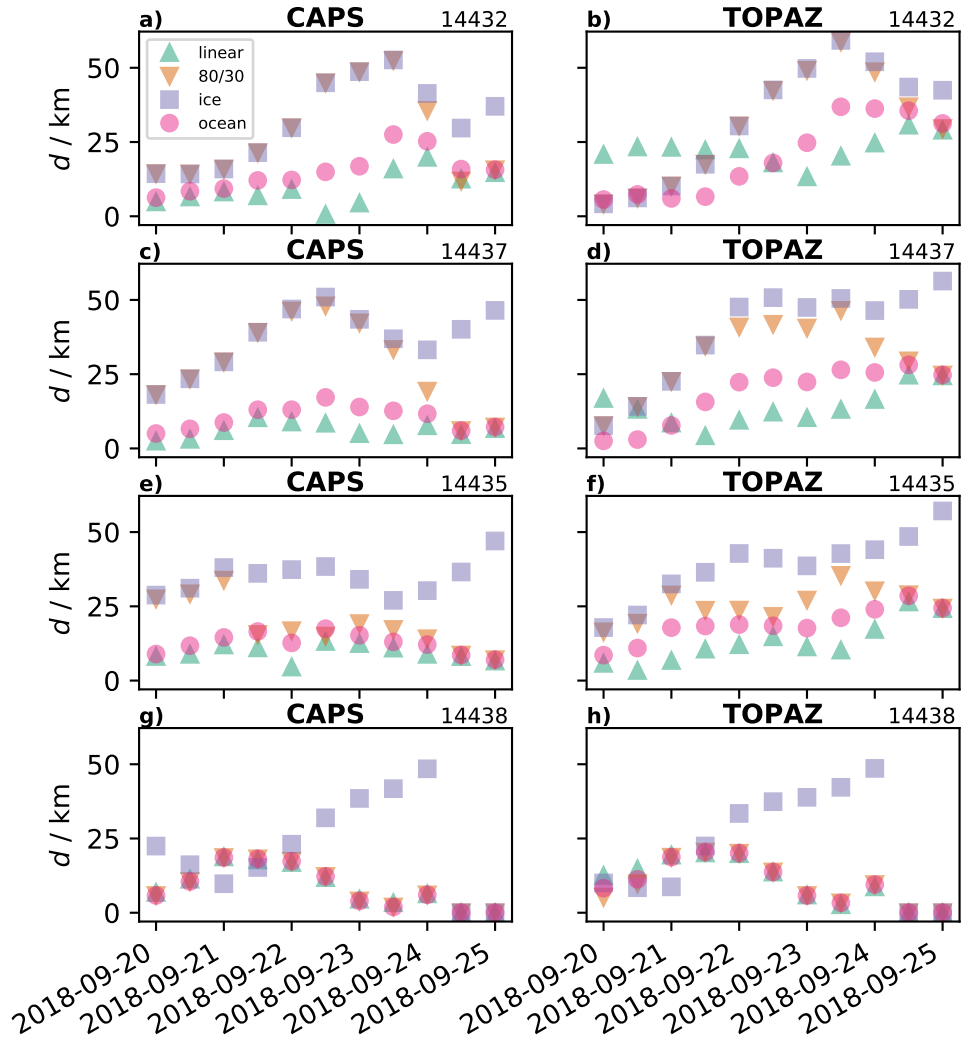 a) CAPS 14432
b) TOPAZ 14432
linear
80/30
ice
ocean
50
25
0
d / km
c) CAPS 14437
d) TOPAZ 14437
50
25
0
d / km
e) CAPS 14435
f) TOPAZ 14435
50
25
0
d / km
g) CAPS 14438
h) TOPAZ 14438
50
25
0
d / km
2018-09-20
2018-09-21
2018-09-22
2018-09-23
2018-09-24
2018-09-25
2018-09-20
2018-09-21
2018-09-22
2018-09-23
2018-09-24
2018-09-25